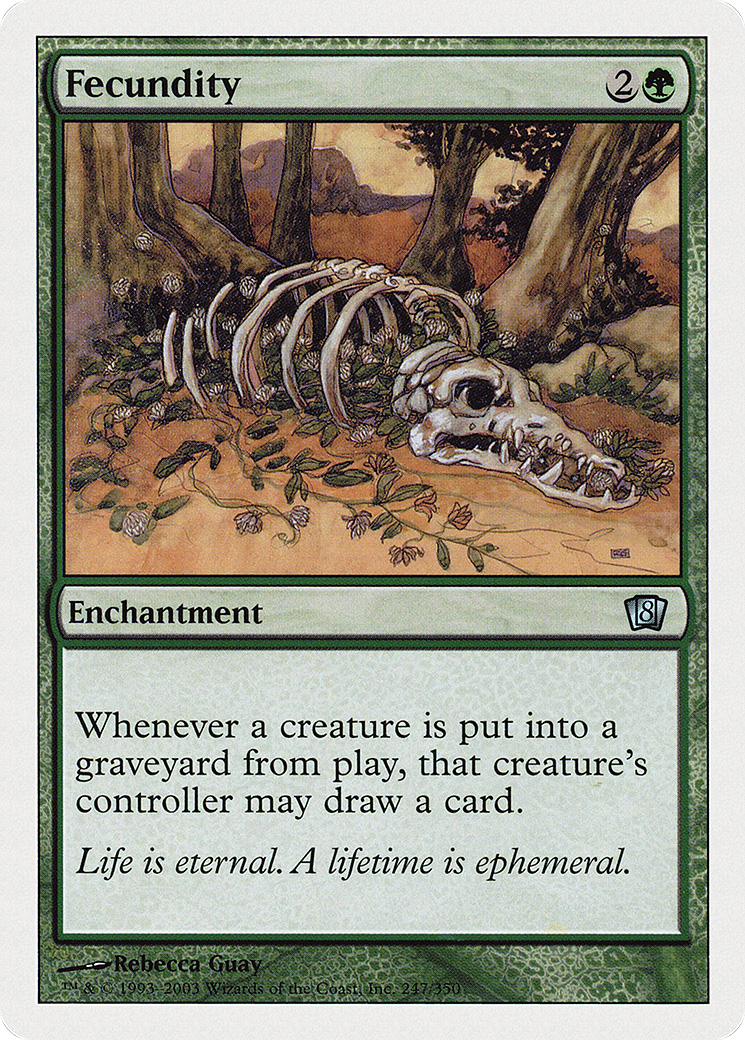 Fecundity 2
Enchantment 8
Whenever a creature is put into a
graveyard from play, that creature's
controller may draw a card.
Life is eternal. A lifetime is ephemeral.
Rebecca Guay
™ & © 1993–2003 Wizards of the Coast, Inc. 247/350